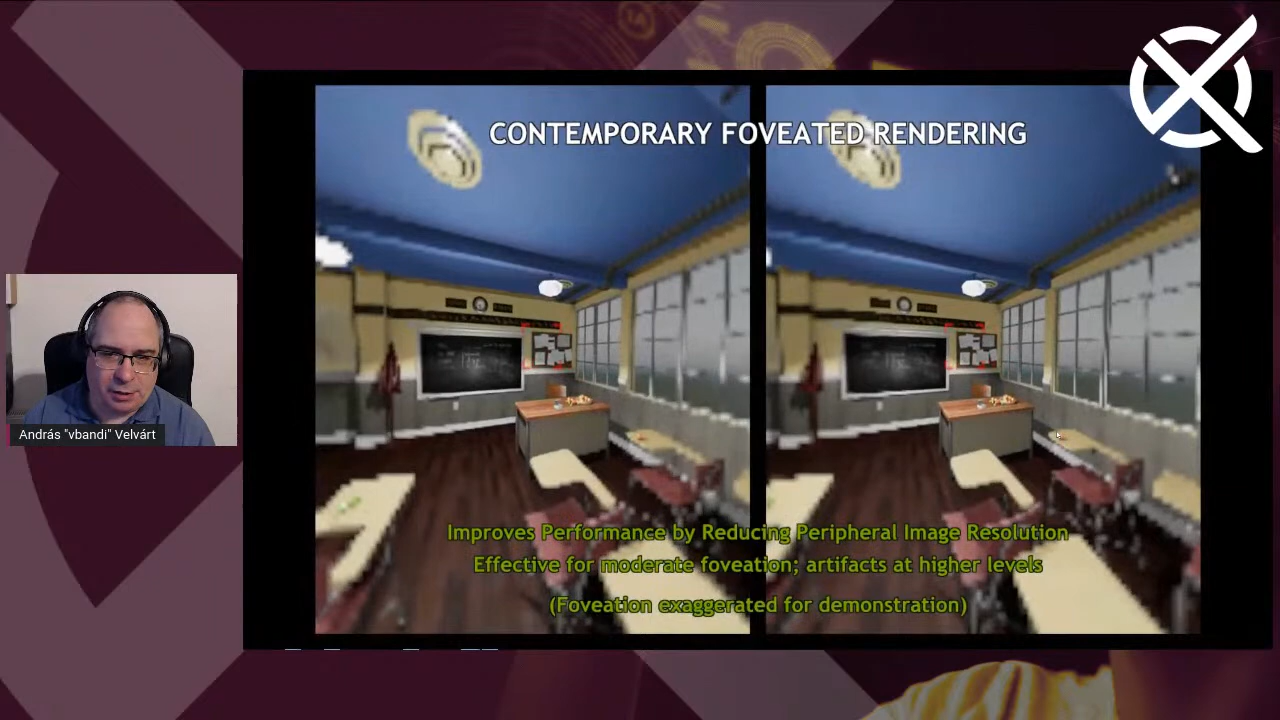 CONTEMPORARY FOVEATED RENDERING
András "vbandi" Velvárt
Improves Performance by Reducing Peripheral Image Resolution
Effective for moderate foveation; artifacts at higher levels
(Foveation exaggerated for demonstration)